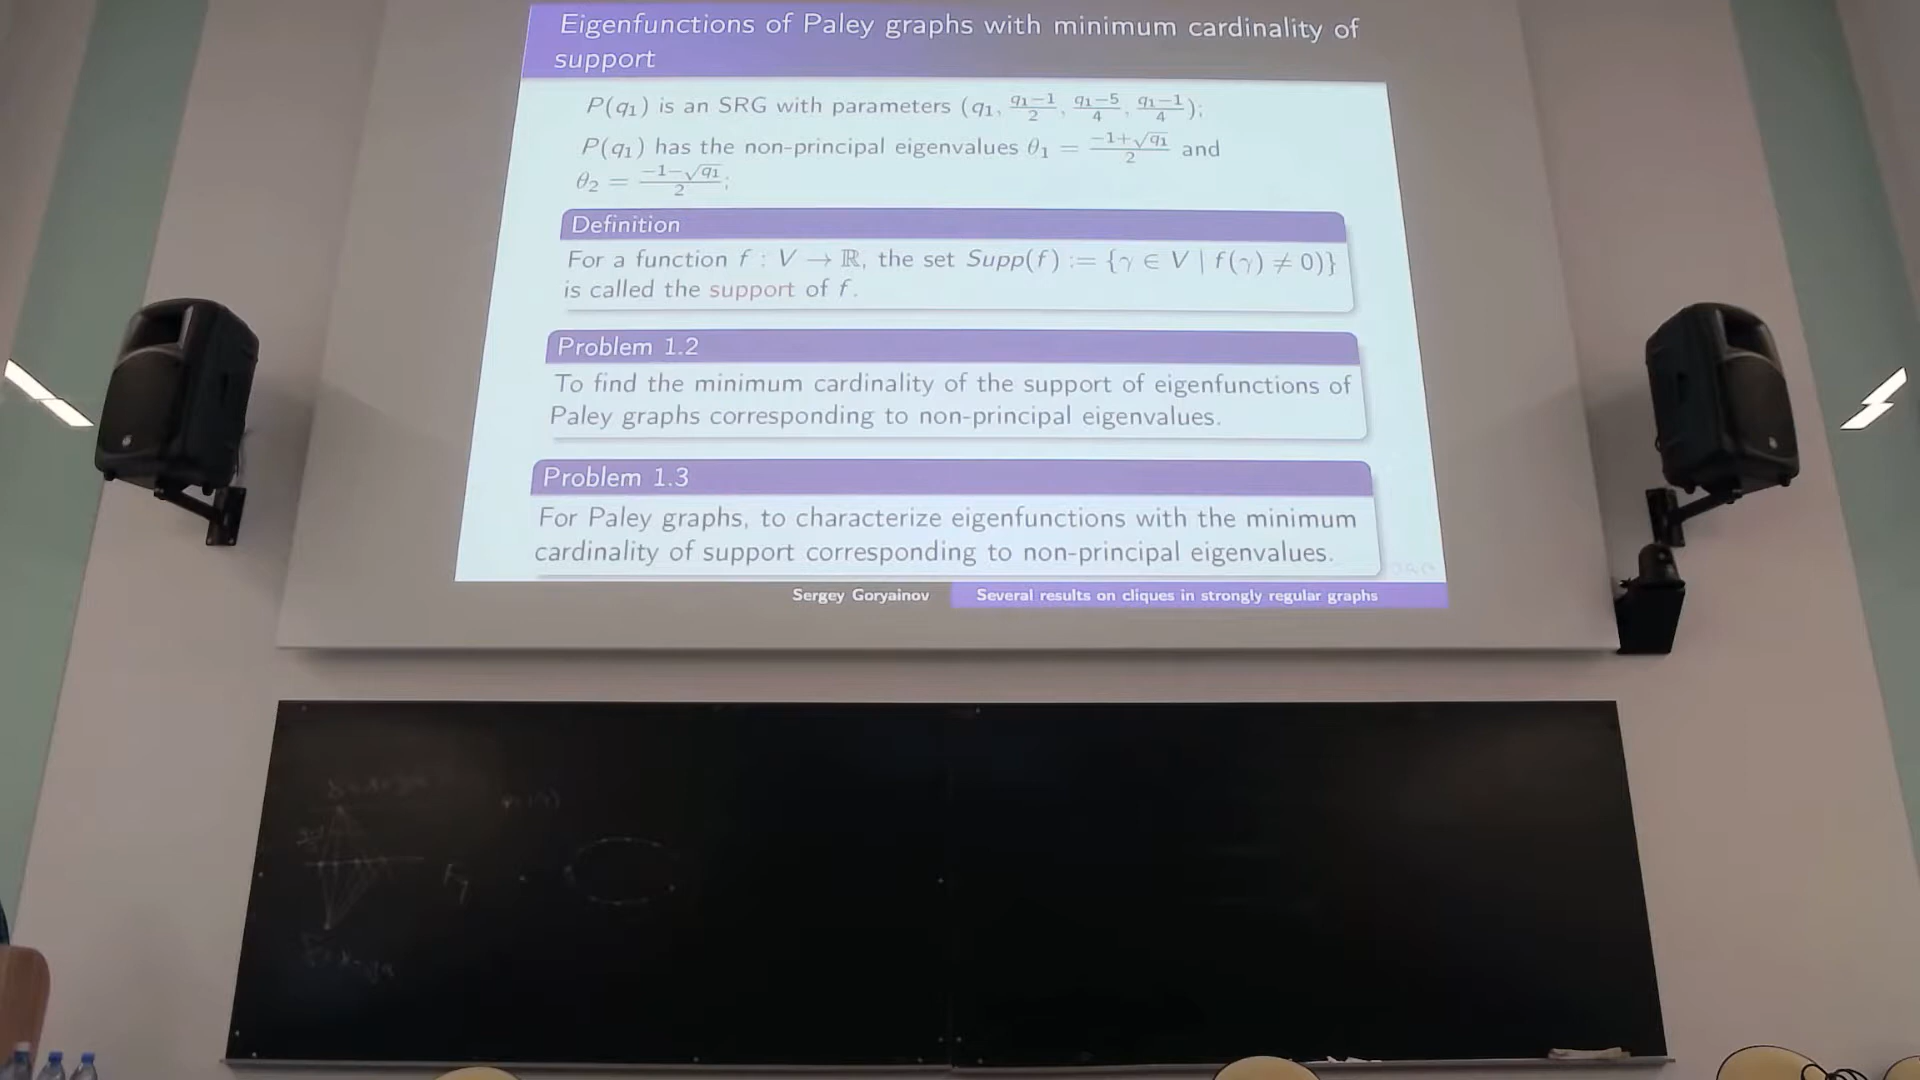 Eigenfunctions of Paley graphs with minimum cardinality of
support
P(q₁) is an SRG with parameters (q₁, (q₁−1)/2, (q₁−5)/4, (q₁−1)/4);
P(q₁) has the non-principal eigenvalues θ₁ = (−1+√q₁)/2 and
θ₂ = (−1−√q₁)/2;
Definition
For a function f : V → ℝ, the set Supp(f) := {γ ∈ V | f(γ) ≠ 0)}
is called the support of f.
Problem 1.2
To find the minimum cardinality of the support of eigenfunctions of
Paley graphs corresponding to non-principal eigenvalues.
Problem 1.3
For Paley graphs, to characterize eigenfunctions with the minimum
cardinality of support corresponding to non-principal eigenvalues.
Sergey Goryainov
Several results on cliques in strongly regular graphs